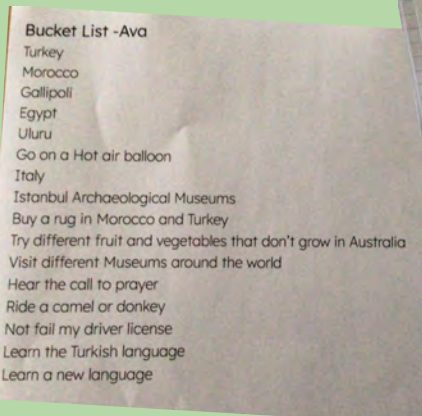 Bucket List -Ava
Turkey
Morocco
Gallipoli
Egypt
Uluru
Go on a Hot air balloon
Italy
Istanbul Archaeological Museums
Buy a rug in Morocco and Turkey
Try different fruit and vegetables that don't grow in Australia
Visit different Museums around the world
Hear the call to prayer
Ride a camel or donkey
Not fail my driver license
Learn the Turkish language
Learn a new language